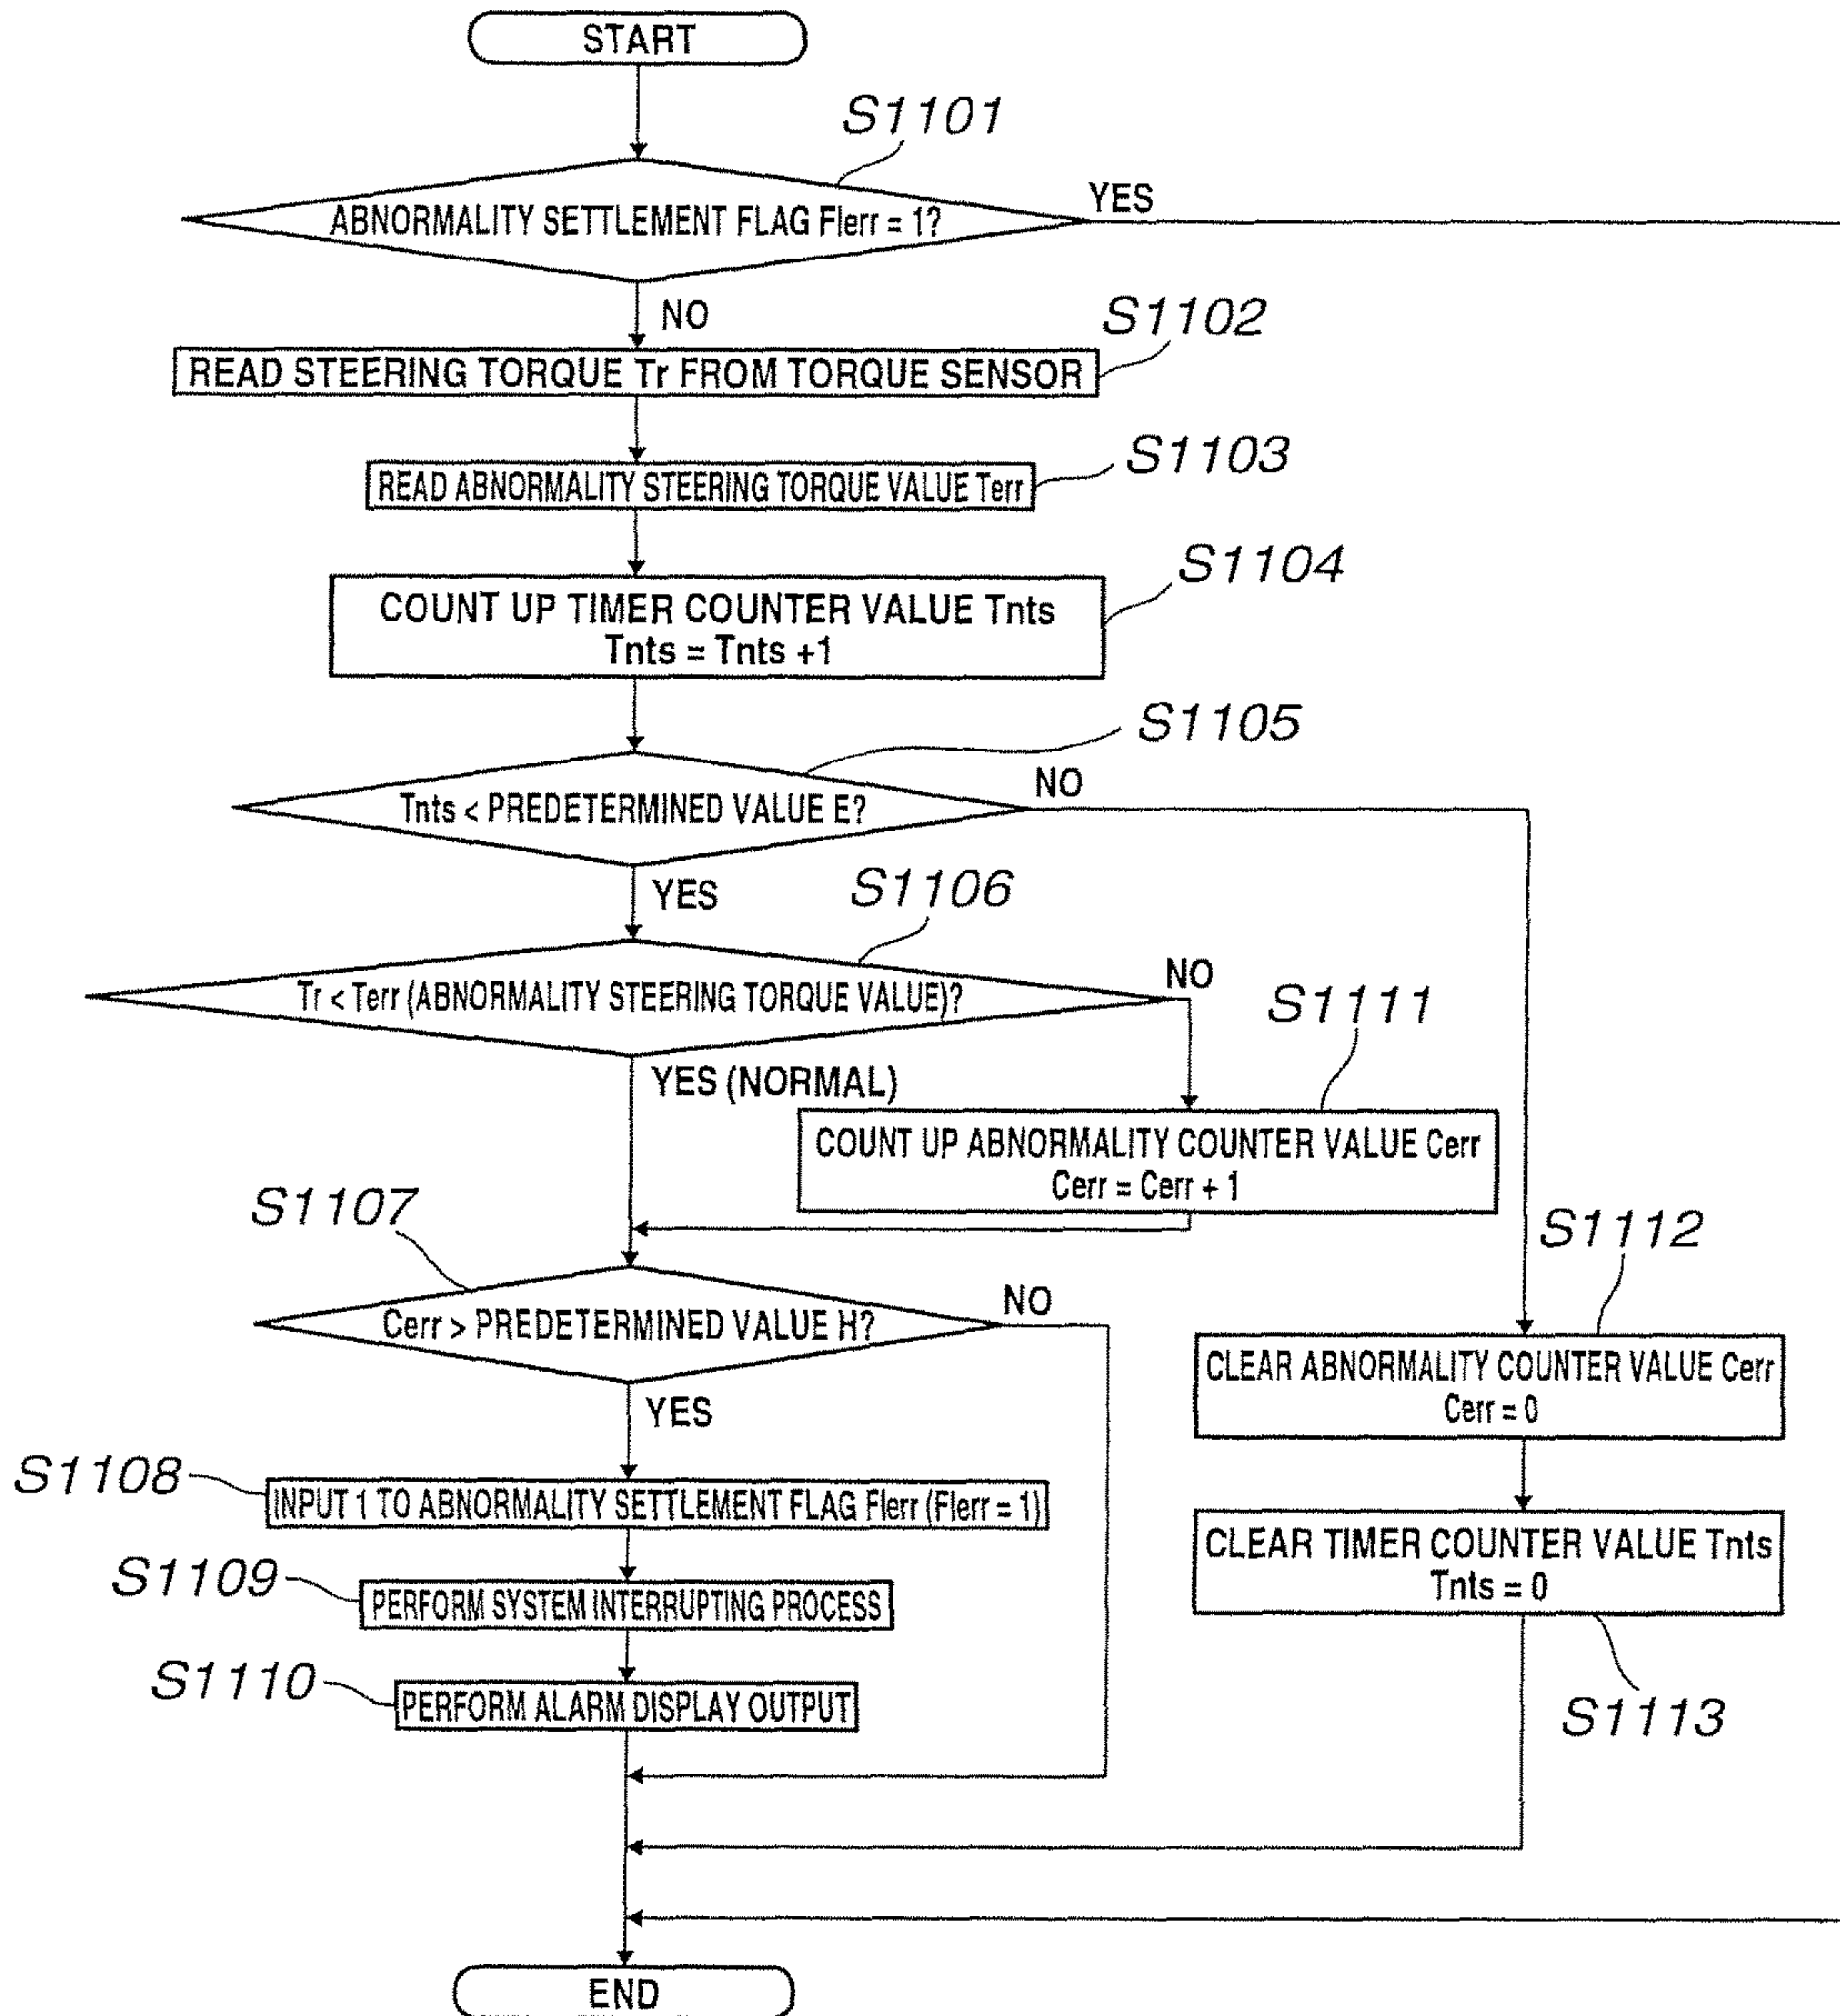 START
S1101
ABNORMALITY SETTLEMENT FLAG Flerr = 1?
YES
NO
S1102
READ STEERING TORQUE Tr FROM TORQUE SENSOR
S1103
READ ABNORMALITY STEERING TORQUE VALUE Terr
S1104
COUNT UP TIMER COUNTER VALUE Tnts
Tnts = Tnts +1
S1105
Tnts < PREDETERMINED VALUE E?
NO
YES
S1106
Tr < Terr (ABNORMALITY STEERING TORQUE VALUE)?
NO
YES (NORMAL)
S1111
COUNT UP ABNORMALITY COUNTER VALUE Cerr
Cerr = Cerr + 1
S1107
Cerr > PREDETERMINED VALUE H?
NO
YES
S1112
CLEAR ABNORMALITY COUNTER VALUE Cerr
Cerr = 0
S1108
INPUT 1 TO ABNORMALITY SETTLEMENT FLAG Flerr (Flerr = 1)
CLEAR TIMER COUNTER VALUE Tnts
Tnts = 0
S1109
PERFORM SYSTEM INTERRUPTING PROCESS
S1110
PERFORM ALARM DISPLAY OUTPUT
S1113
END